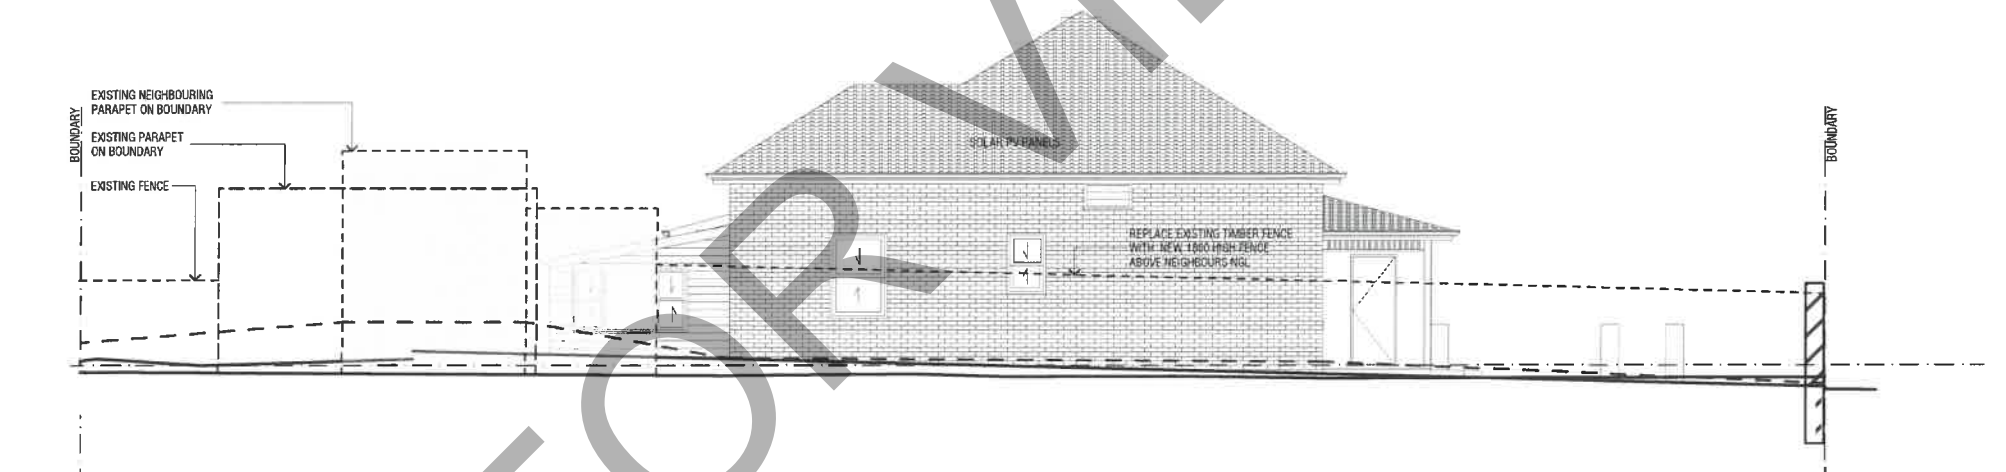 EXISTING NEIGHBOURING
PARAPET ON BOUNDARY
EXISTING PARAPET
ON BOUNDARY
EXISTING FENCE
BOUNDARY
SOLAR PV PANELS
REPLACE EXISTING TIMBER FENCE
WITH NEW 1800 HIGH FENCE
ABOVE NEIGHBOURS NGL
BOUNDARY
FOR